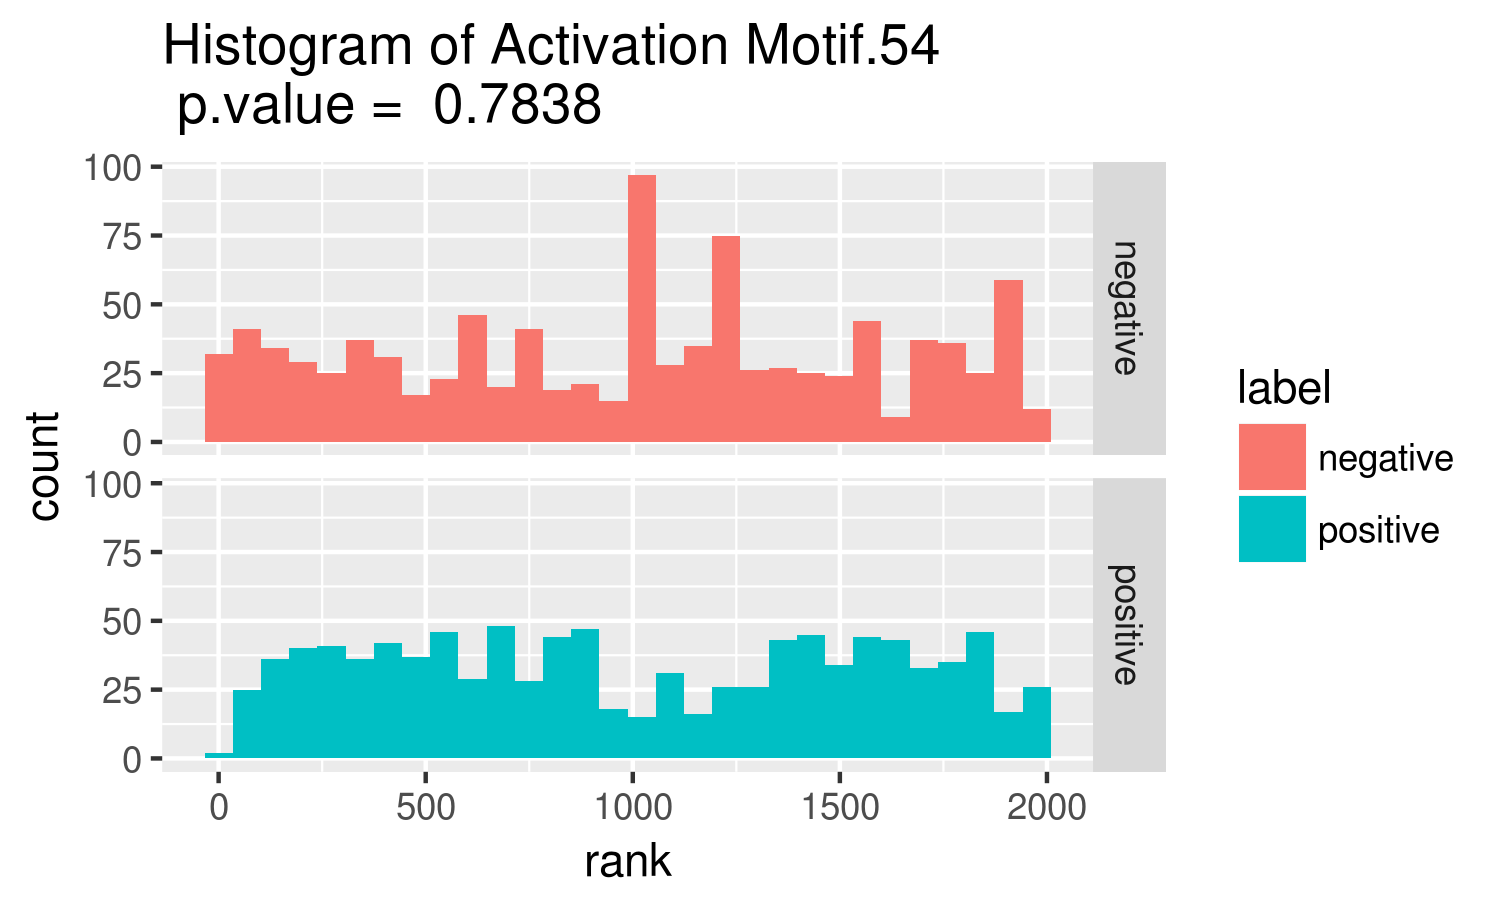 Histogram of Activation Motif.54
p.value = 0.7838
100
75
50
25
0
negative
100
75
50
25
0
positive
count
0 500 1000 1500 2000
rank
label
negative
positive